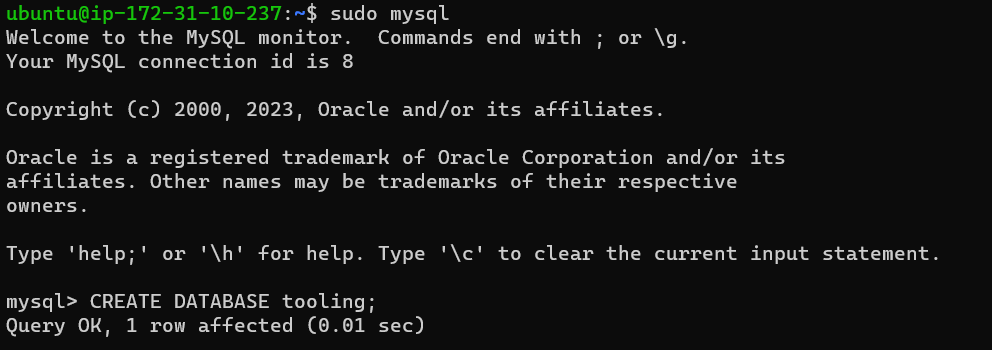 ubuntu@ip-172-31-10-237:~$ sudo mysql
Welcome to the MySQL monitor.  Commands end with ; or \g.
Your MySQL connection id is 8
Copyright (c) 2000, 2023, Oracle and/or its affiliates.
Oracle is a registered trademark of Oracle Corporation and/or its
affiliates. Other names may be trademarks of their respective
owners.
Type 'help;' or '\h' for help. Type '\c' to clear the current input statement.
mysql> CREATE DATABASE tooling;
Query OK, 1 row affected (0.01 sec)